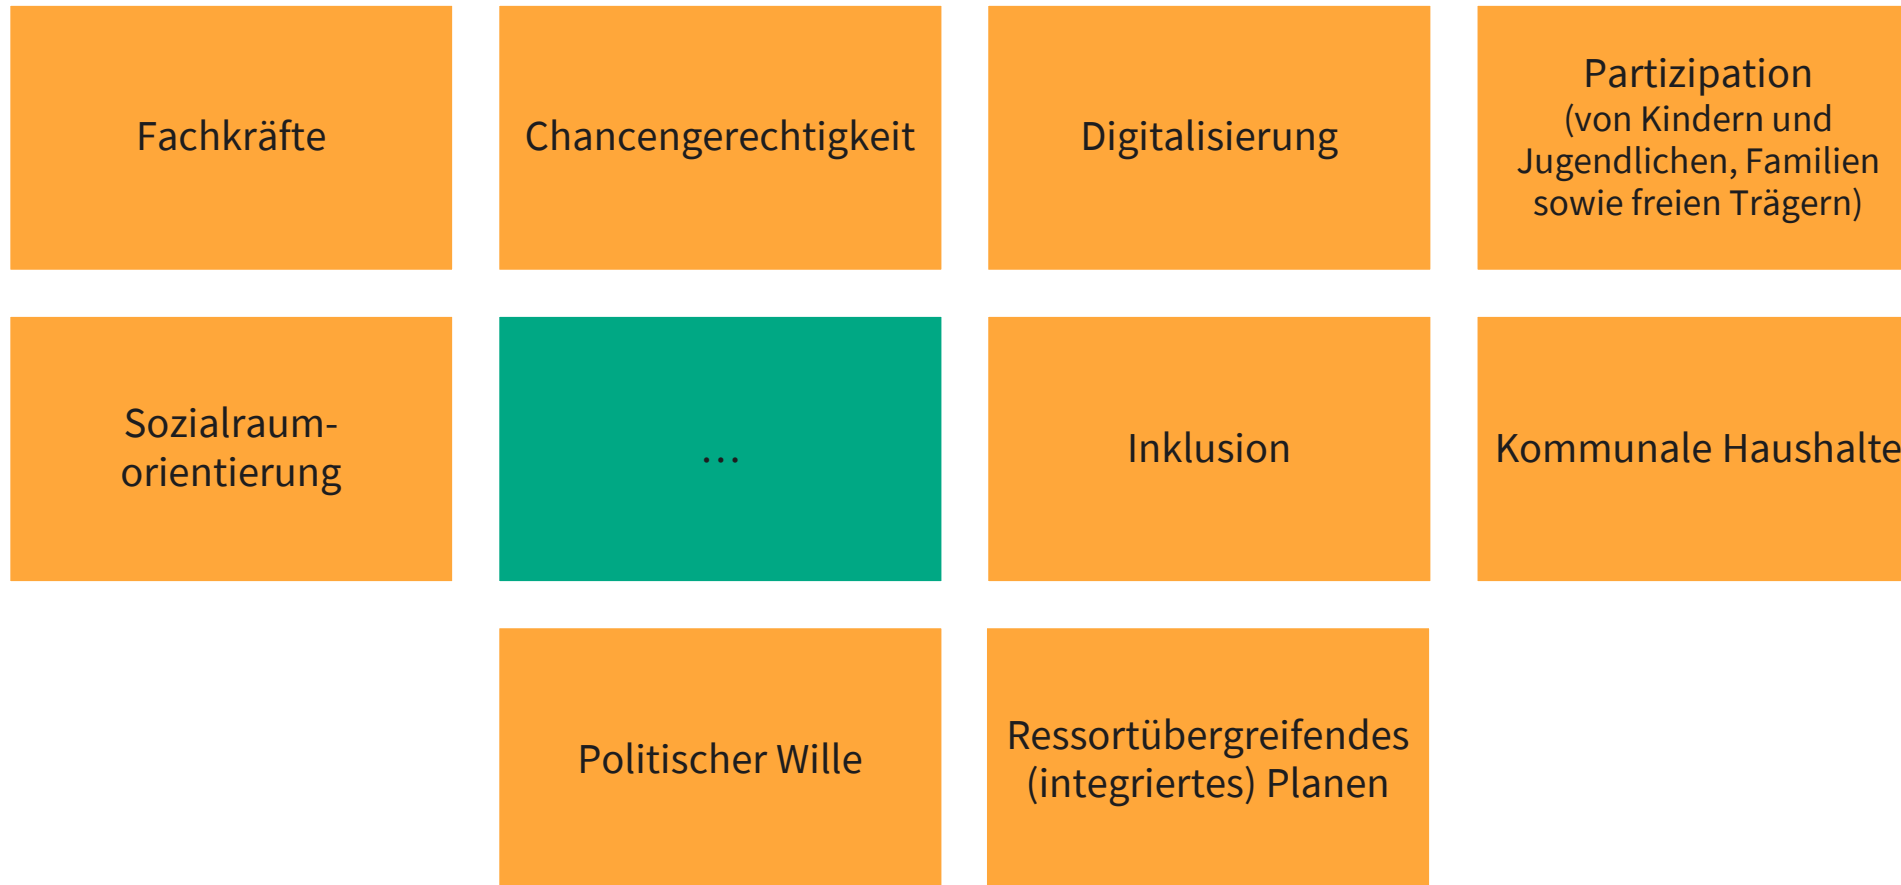 Fachkräfte
Chancengerechtigkeit
Digitalisierung
Partizipation
(von Kindern und
Jugendlichen, Familien
sowie freien Trägern)
Sozialraum-
orientierung
...
Inklusion
Kommunale Haushalte
Politischer Wille
Ressortübergreifendes
(integriertes) Planen